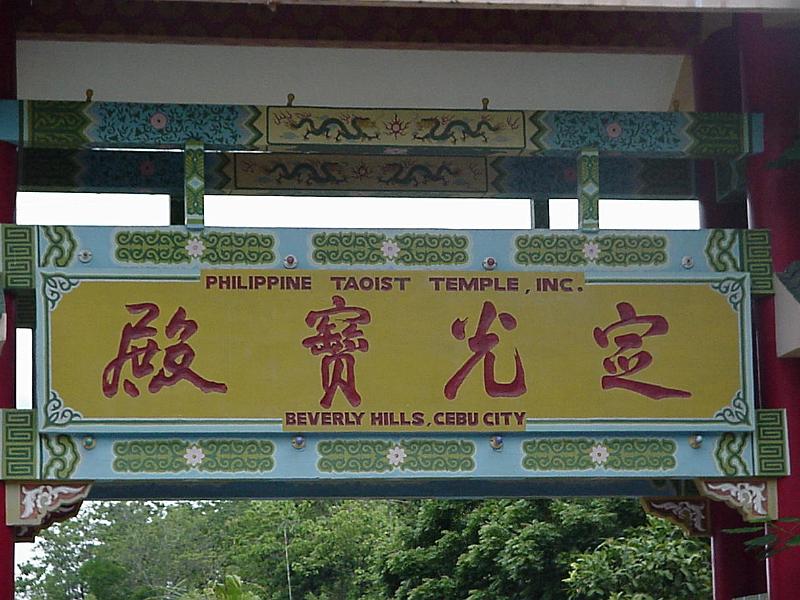 PHILIPPINE TAOIST TEMPLE, INC.
定光寶殿
BEVERLY HILLS, CEBU CITY